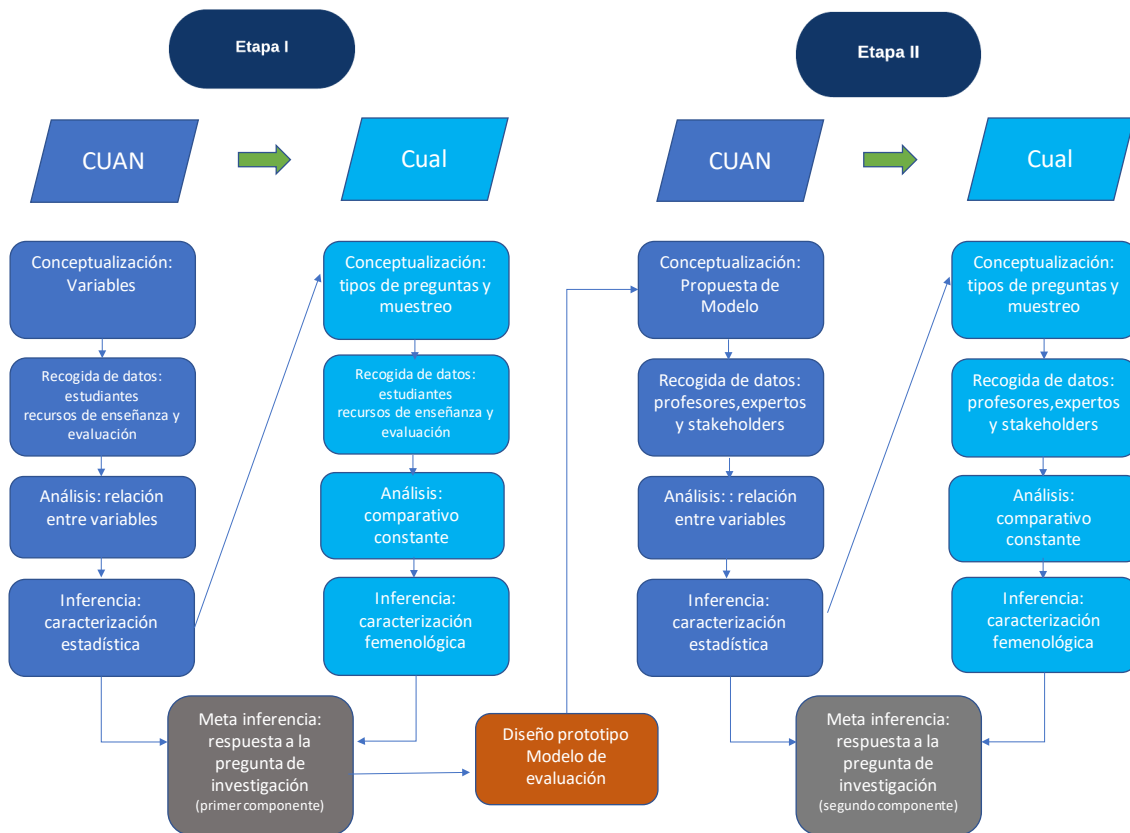 Etapa I
CUAN
Cual
Conceptualización:
Variables
Recogida de datos:
estudiantes
recursos de enseñanza y
evaluación
Análisis: relación
entre variables
Inferencia:
caracterización
estadística
Conceptualización:
tipos de preguntas y
muestreo
Recogida de datos:
estudiantes
recursos de enseñanza y
evaluación
Análisis:
comparativo
constante
Inferencia:
caracterización
femenológica
Meta inferencia:
respuesta a la
pregunta de
investigación
(primer componente)
Diseño prototipo
Modelo de
evaluación
Etapa II
CUAN
Cual
Conceptualización:
Propuesta de
Modelo
Recogida de datos:
profesores,expertos
y stakeholders
Análisis: : relación
entre variables
Inferencia:
caracterización
estadística
Conceptualización:
tipos de preguntas y
muestreo
Recogida de datos:
profesores,expertos
y stakeholders
Análisis:
comparativo
constante
Inferencia:
caracterización
femenológica
Meta inferencia:
respuesta a la
pregunta de
investigación
(segundo componente)